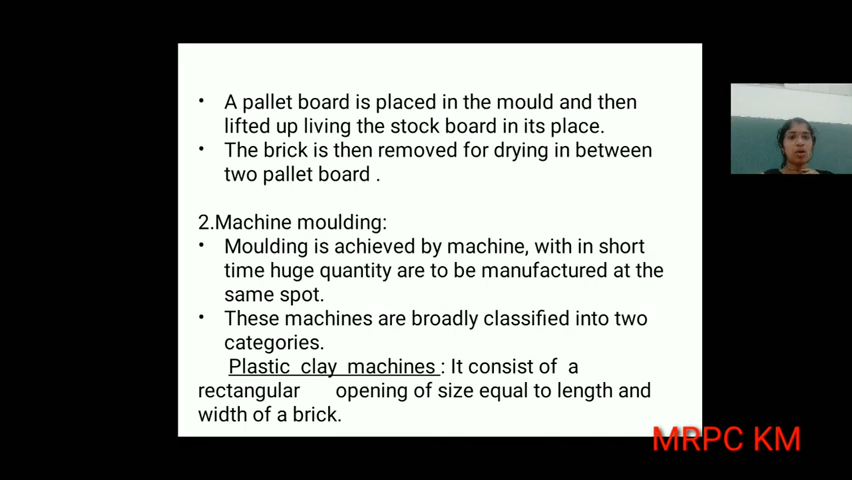 • A pallet board is placed in the mould and then
lifted up living the stock board in its place.
• The brick is then removed for drying in between
two pallet board .
2.Machine moulding:
• Moulding is achieved by machine, with in short
time huge quantity are to be manufactured at the
same spot.
• These machines are broadly classified into two
categories.
Plastic clay machines : It consist of a
rectangular opening of size equal to length and
width of a brick.
MRPC KM